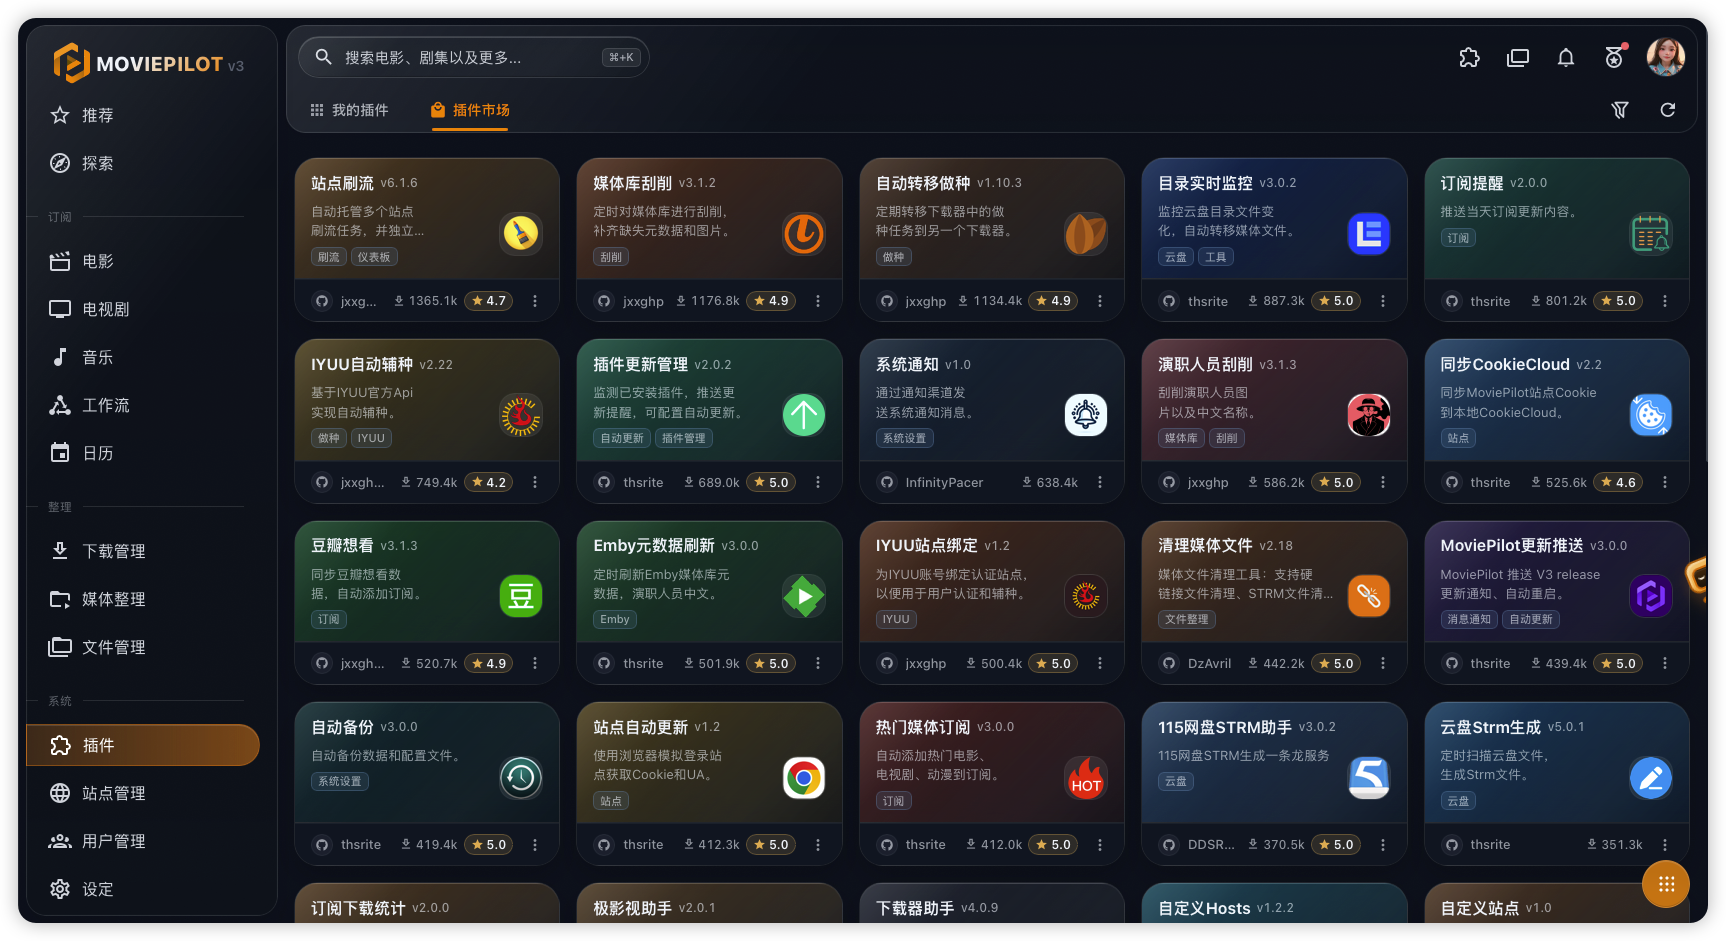 MOVIEPILOT v3
推荐
探索
订阅
电影
电视剧
音乐
工作流
日历
整理
下载管理
媒体整理
文件管理
系统
插件
站点管理
用户管理
设定
搜索电影、剧集以及更多...
⌘+K
我的插件
插件市场
站点刷流 v6.1.6
自动托管多个站点
刷流任务，并独立...
刷流 仪表板
jxxg... 1365.1k 4.7
媒体库刮削 v3.1.2
定时对媒体库进行刮削，
补齐缺失元数据和图片。
刮削
jxxghp 1176.8k 4.9
自动转移做种 v1.10.3
定期转移下载器中的做
种任务到另一个下载器。
做种
jxxghp 1134.4k 4.9
目录实时监控 v3.0.2
监控云盘目录文件变
化，自动转移媒体文件。
云盘 工具
thsrite 887.3k 5.0
订阅提醒 v2.0.0
推送当天订阅更新内容。
订阅
thsrite 801.2k 5.0
IYUU自动辅种 v2.22
基于IYUU官方Api
实现自动辅种。
做种 IYUU
jxxgh... 749.4k 4.2
插件更新管理 v2.0.2
监测已安装插件，推送更
新提醒，可配置自动更新。
自动更新 插件管理
thsrite 689.0k 5.0
系统通知 v1.0
通过通知渠道发
送系统通知消息。
系统设置
InfinityPacer 638.4k
演职人员刮削 v3.1.3
刮削演职人员图
片以及中文名称。
媒体库 刮削
jxxghp 586.2k 5.0
同步CookieCloud v2.2
同步MoviePilot站点Cookie
到本地CookieCloud。
站点
thsrite 525.6k 4.6
豆瓣想看 v3.1.3
同步豆瓣想看数
据，自动添加订阅。
订阅
豆
jxxgh... 520.7k 4.9
Emby元数据刷新 v3.0.0
定时刷新Emby媒体库元
数据，演职人员中文。
Emby
thsrite 501.9k 5.0
IYUU站点绑定 v1.2
为IYUU账号绑定认证站点，
以便用于用户认证和辅种。
IYUU
jxxghp 500.4k 5.0
清理媒体文件 v2.18
媒体文件清理工具：支持硬
链接文件清理、STRM文件清...
文件整理
DzAvril 442.2k 5.0
MoviePilot更新推送 v3.0.0
MoviePilot 推送 V3 release
更新通知、自动重启。
消息通知 自动更新
thsrite 439.4k 5.0
自动备份 v3.0.0
自动备份数据和配置文件。
系统设置
thsrite 419.4k 5.0
站点自动更新 v1.2
使用浏览器模拟登录站
点获取Cookie和UA。
站点
thsrite 412.3k 5.0
热门媒体订阅 v3.0.0
自动添加热门电影、
电视剧、动漫到订阅。
订阅
HOT
thsrite 412.0k 5.0
115网盘STRM助手 v3.0.2
115网盘STRM生成一条龙服务
云盘
5
DDSR... 370.5k 5.0
云盘Strm生成 v5.0.1
定时扫描云盘文件，
生成Strm文件。
云盘
thsrite 351.3k
订阅下载统计 v2.0.0
极影视助手 v2.0.1
下载器助手 v4.0.9
自定义Hosts v1.2.2
自定义站点 v1.0